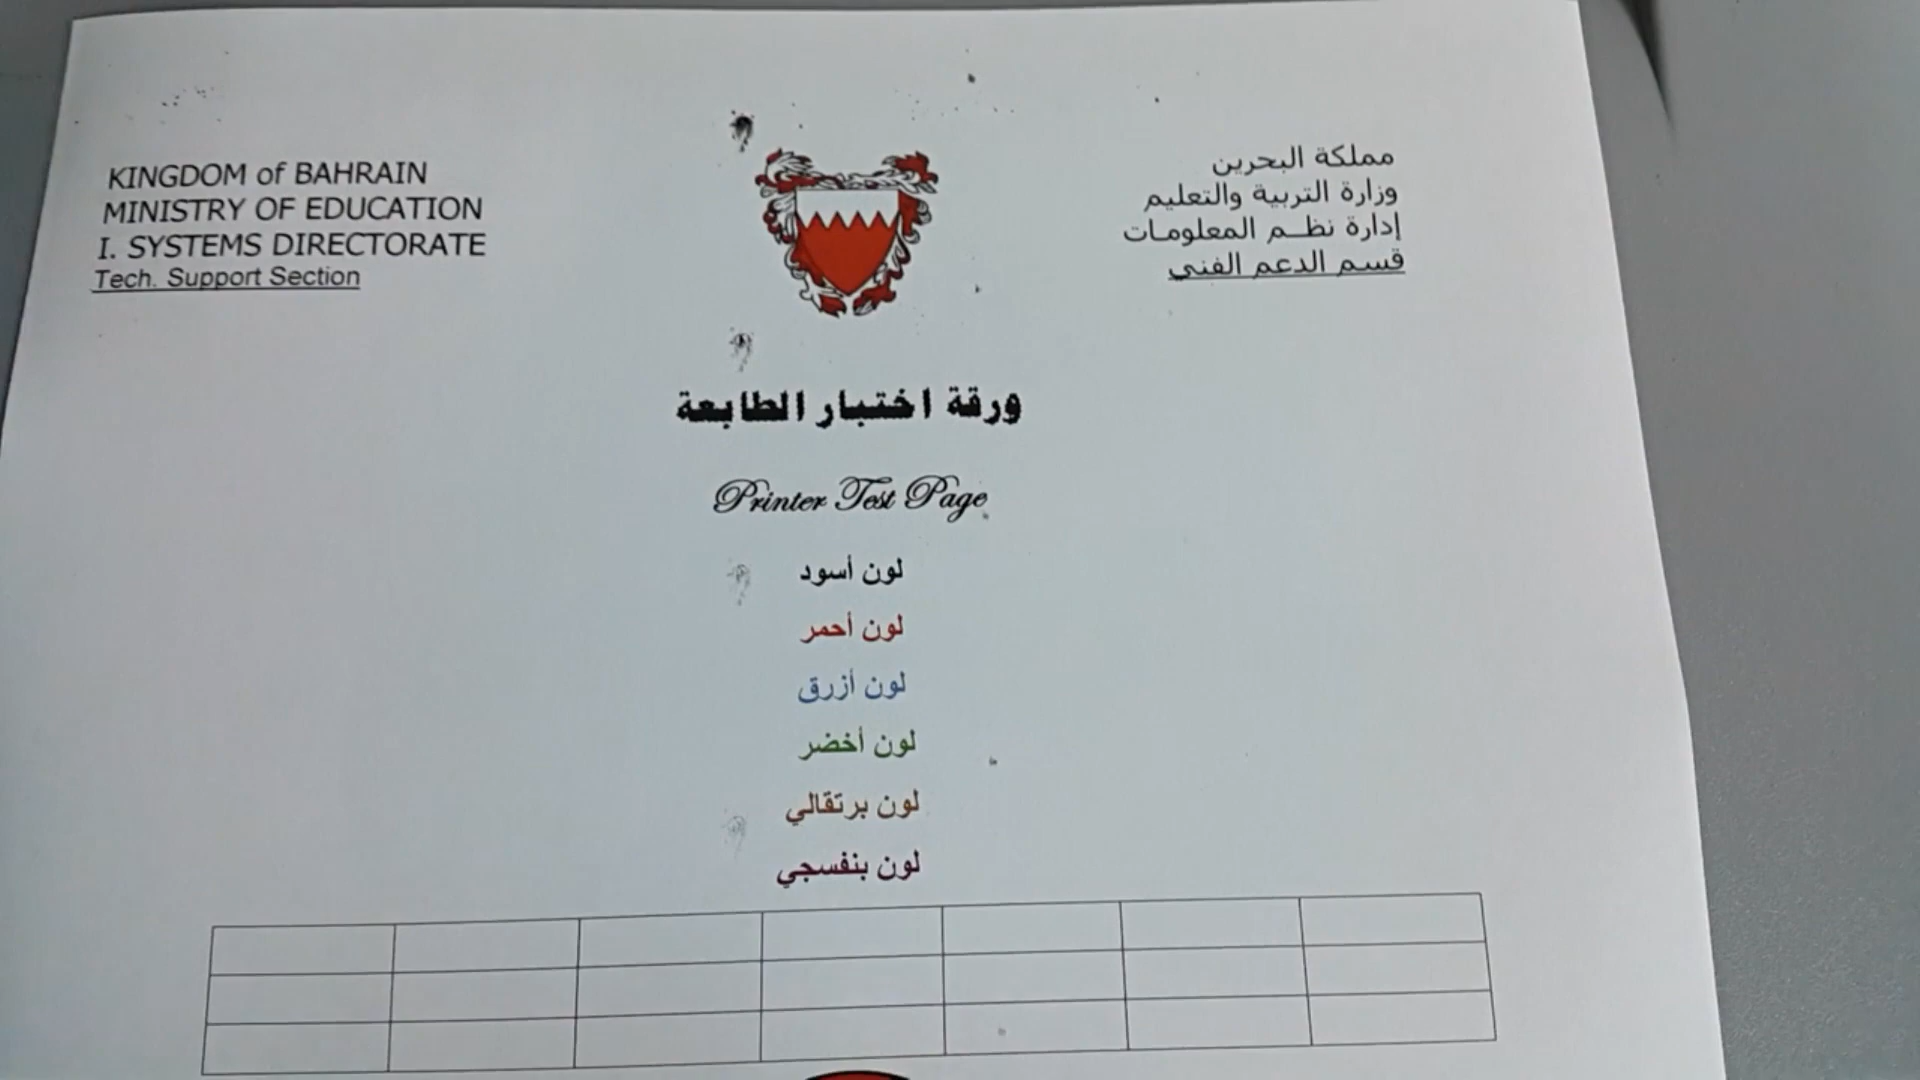 KINGDOM of BAHRAIN
MINISTRY OF EDUCATION
I. SYSTEMS DIRECTORATE
Tech. Support Section
مملكة البحرين
وزارة التربية والتعليم
إدارة نظــم المعلومـات
قسم الدعم الفني
ورقة اختبار الطابعة
Printer Test Page
لون أسود
لون أحمر
لون أزرق
لون أخضر
لون برتقالي
لون بنفسجي